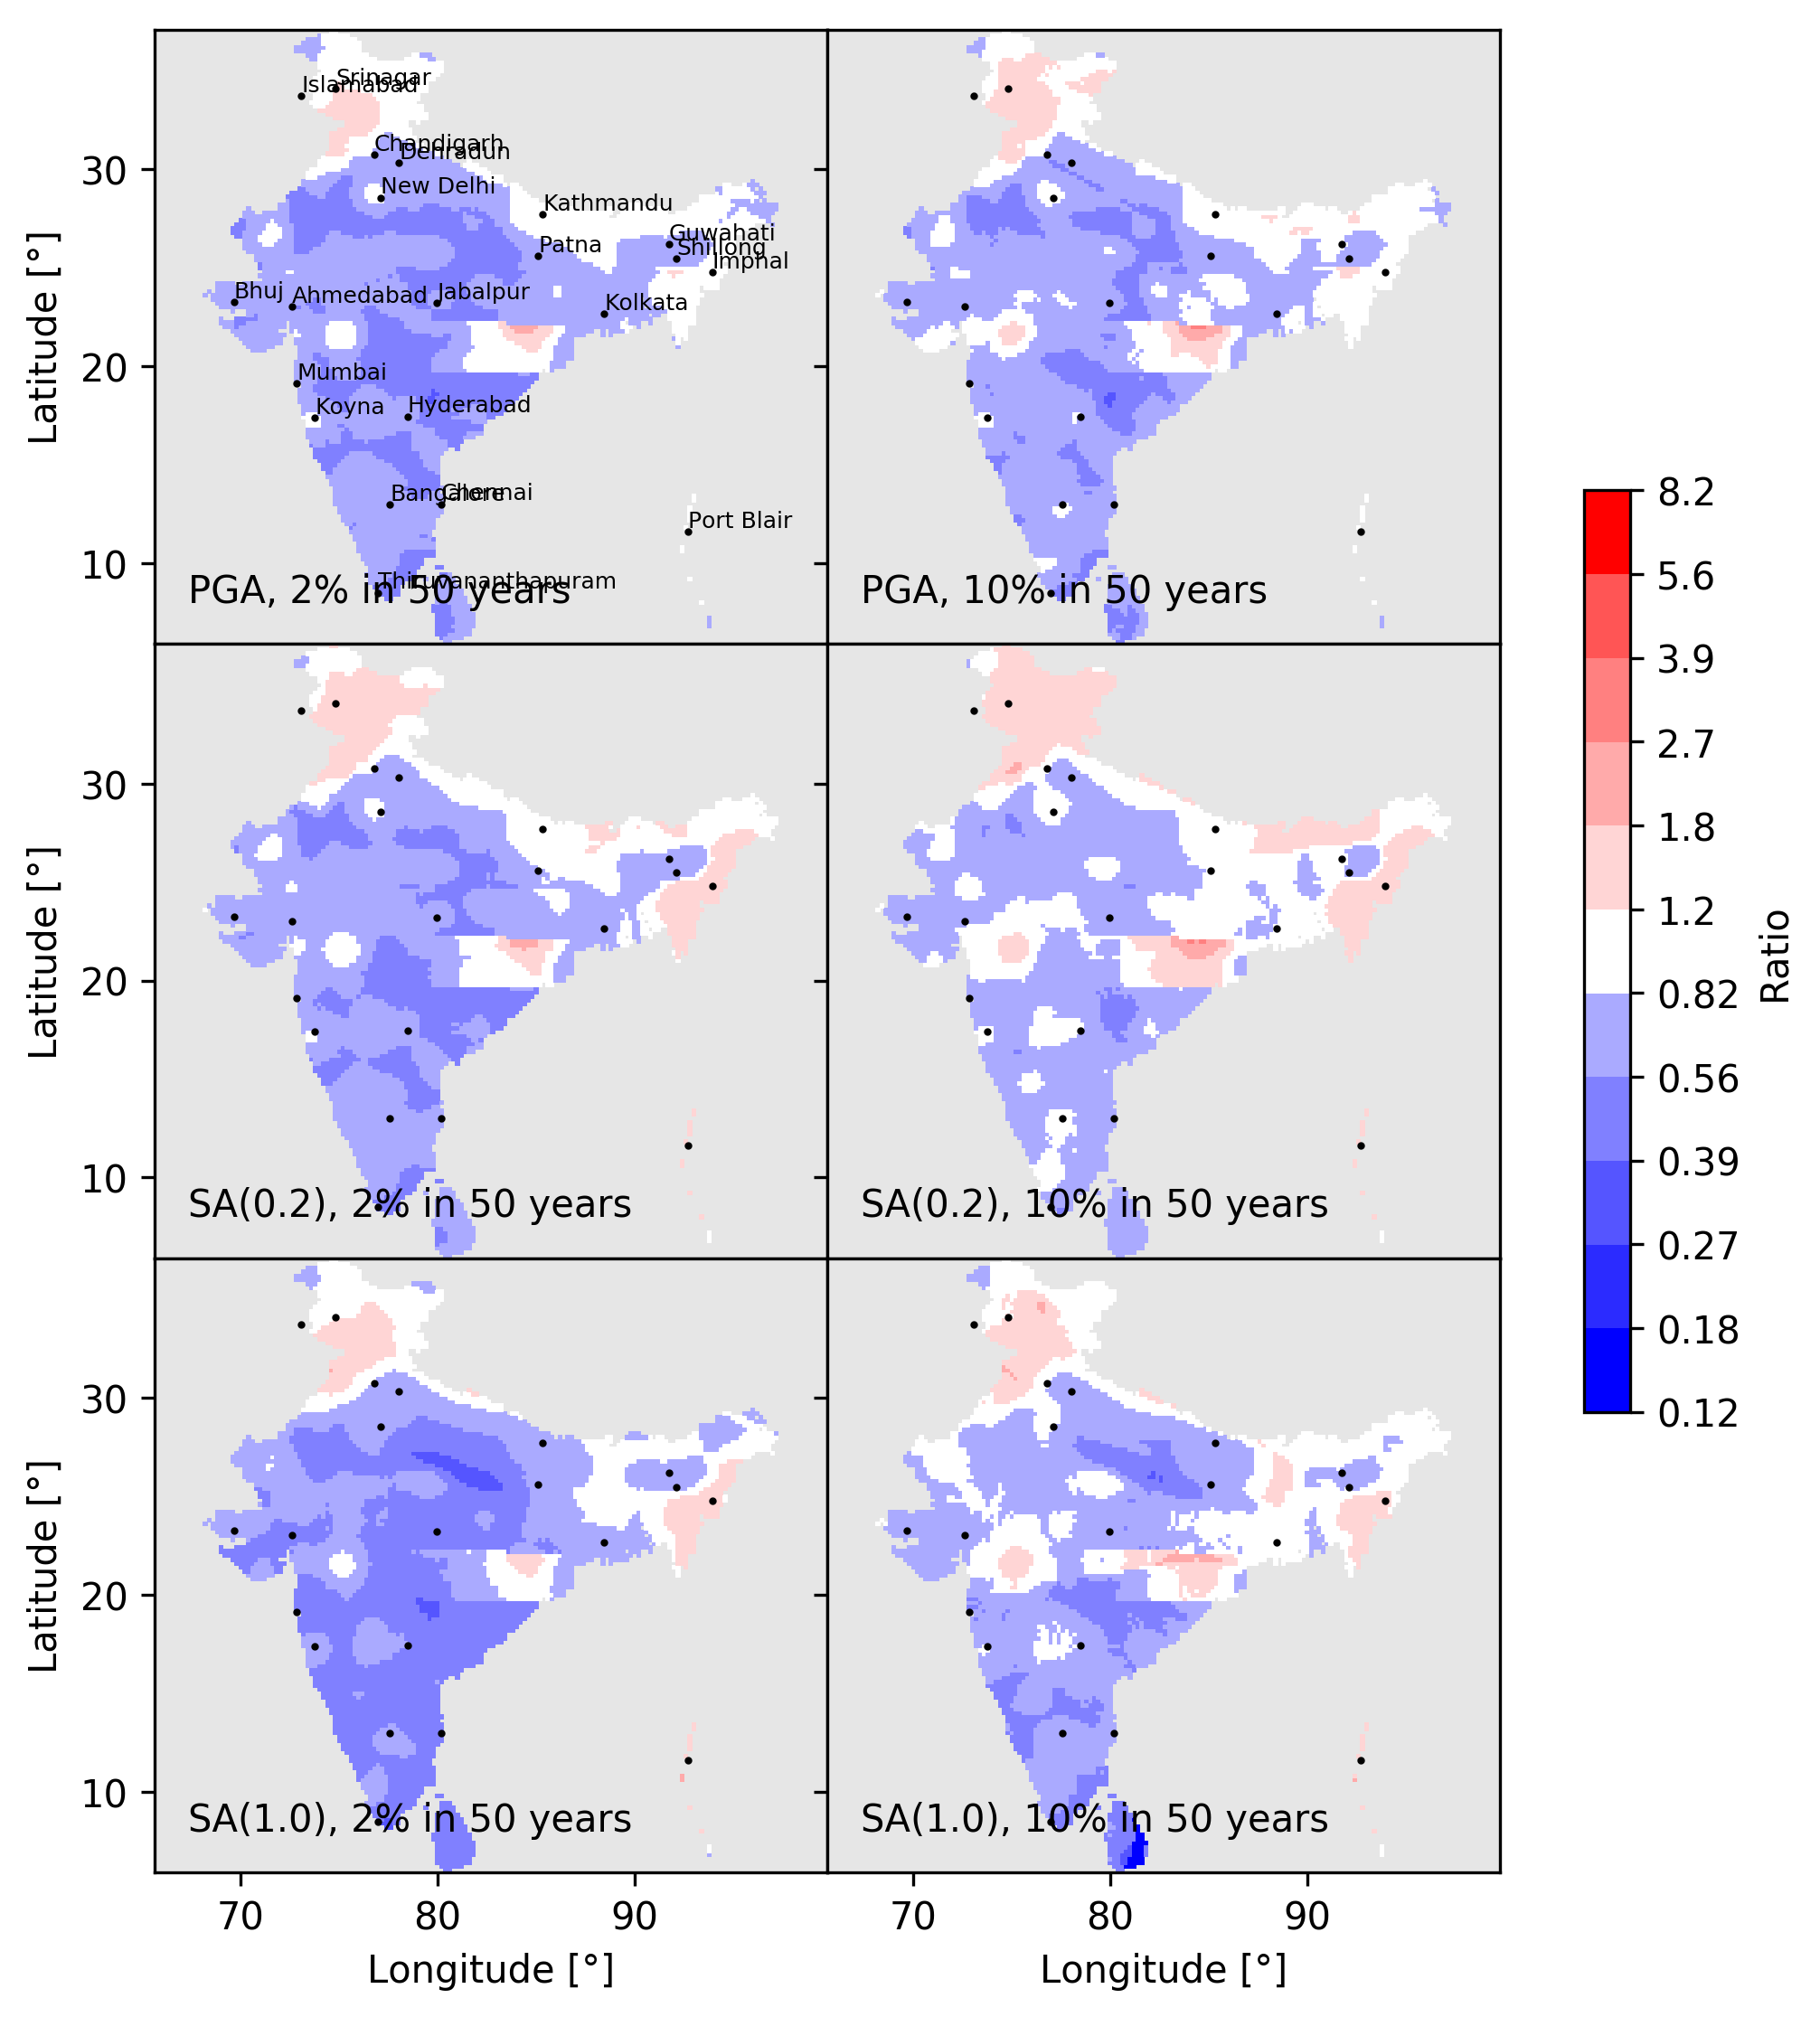 Srinagar
Islamabad
Chandigarh
Dehradun
30
New Delhi
Kathmandu
Guwahati
Shillong
Patna
Imphal
Bhuj
Ahmedabad
Jabalpur
Kolkata
20
Mumbai
Koyna
Hyderabad
Bangalore
Chennai
Port Blair
10
Thiruvananthapuram
PGA, 2% in 50 years
PGA, 10% in 50 years
Latitude [°]
30
20
10
SA(0.2), 2% in 50 years
SA(0.2), 10% in 50 years
Latitude [°]
30
20
10
SA(1.0), 2% in 50 years
SA(1.0), 10% in 50 years
Latitude [°]
70
80
90
70
80
90
Longitude [°]
Longitude [°]
8.2
5.6
3.9
2.7
1.8
1.2
0.82
0.56
0.39
0.27
0.18
0.12
Ratio